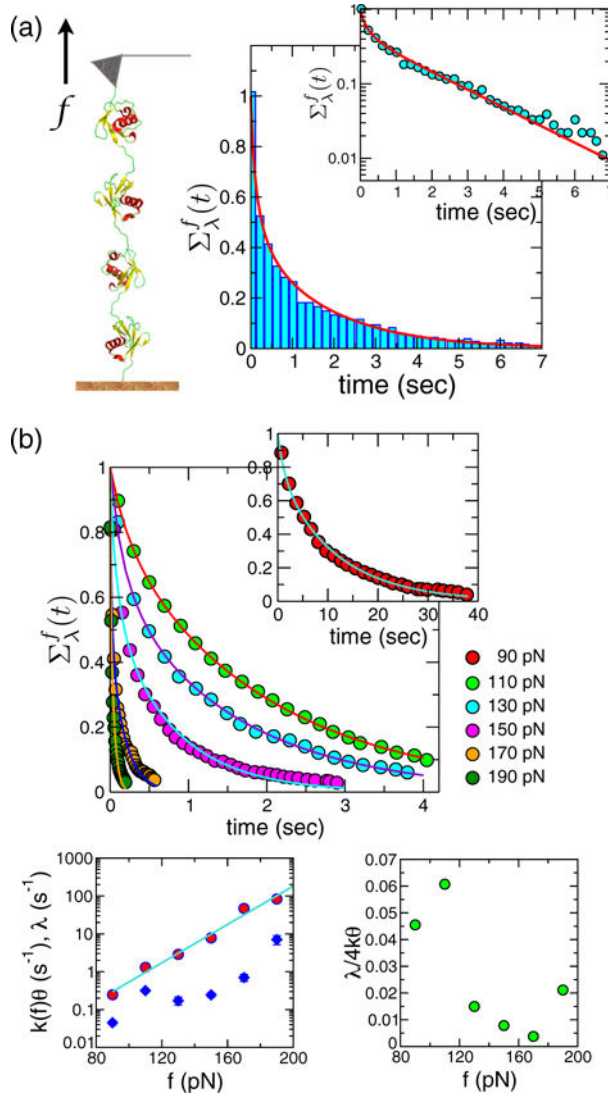 (a)
f
Σ_λ^f(t)
1
0.8
0.6
0.4
0.2
0
0 1 2 3 4 5 6 7
time (sec)
Σ_λ^f(t)
1
0.1
0.01
0 1 2 3 4 5 6
time (sec)
(b)
Σ_λ^f(t)
1
0.8
0.6
0.4
0.2
0
0 1 2 3 4
time (sec)
1
0.8
0.6
0.4
0.2
0
0 10 20 30 40
time (sec)
90 pN
110 pN
130 pN
150 pN
170 pN
190 pN
k(f)θ (s⁻¹), λ (s⁻¹)
1000
100
10
1
0.1
0.01
80 120 160 200
f (pN)
λ/4kθ
0.07
0.06
0.05
0.04
0.03
0.02
0.01
0
80 120 160 200
f (pN)